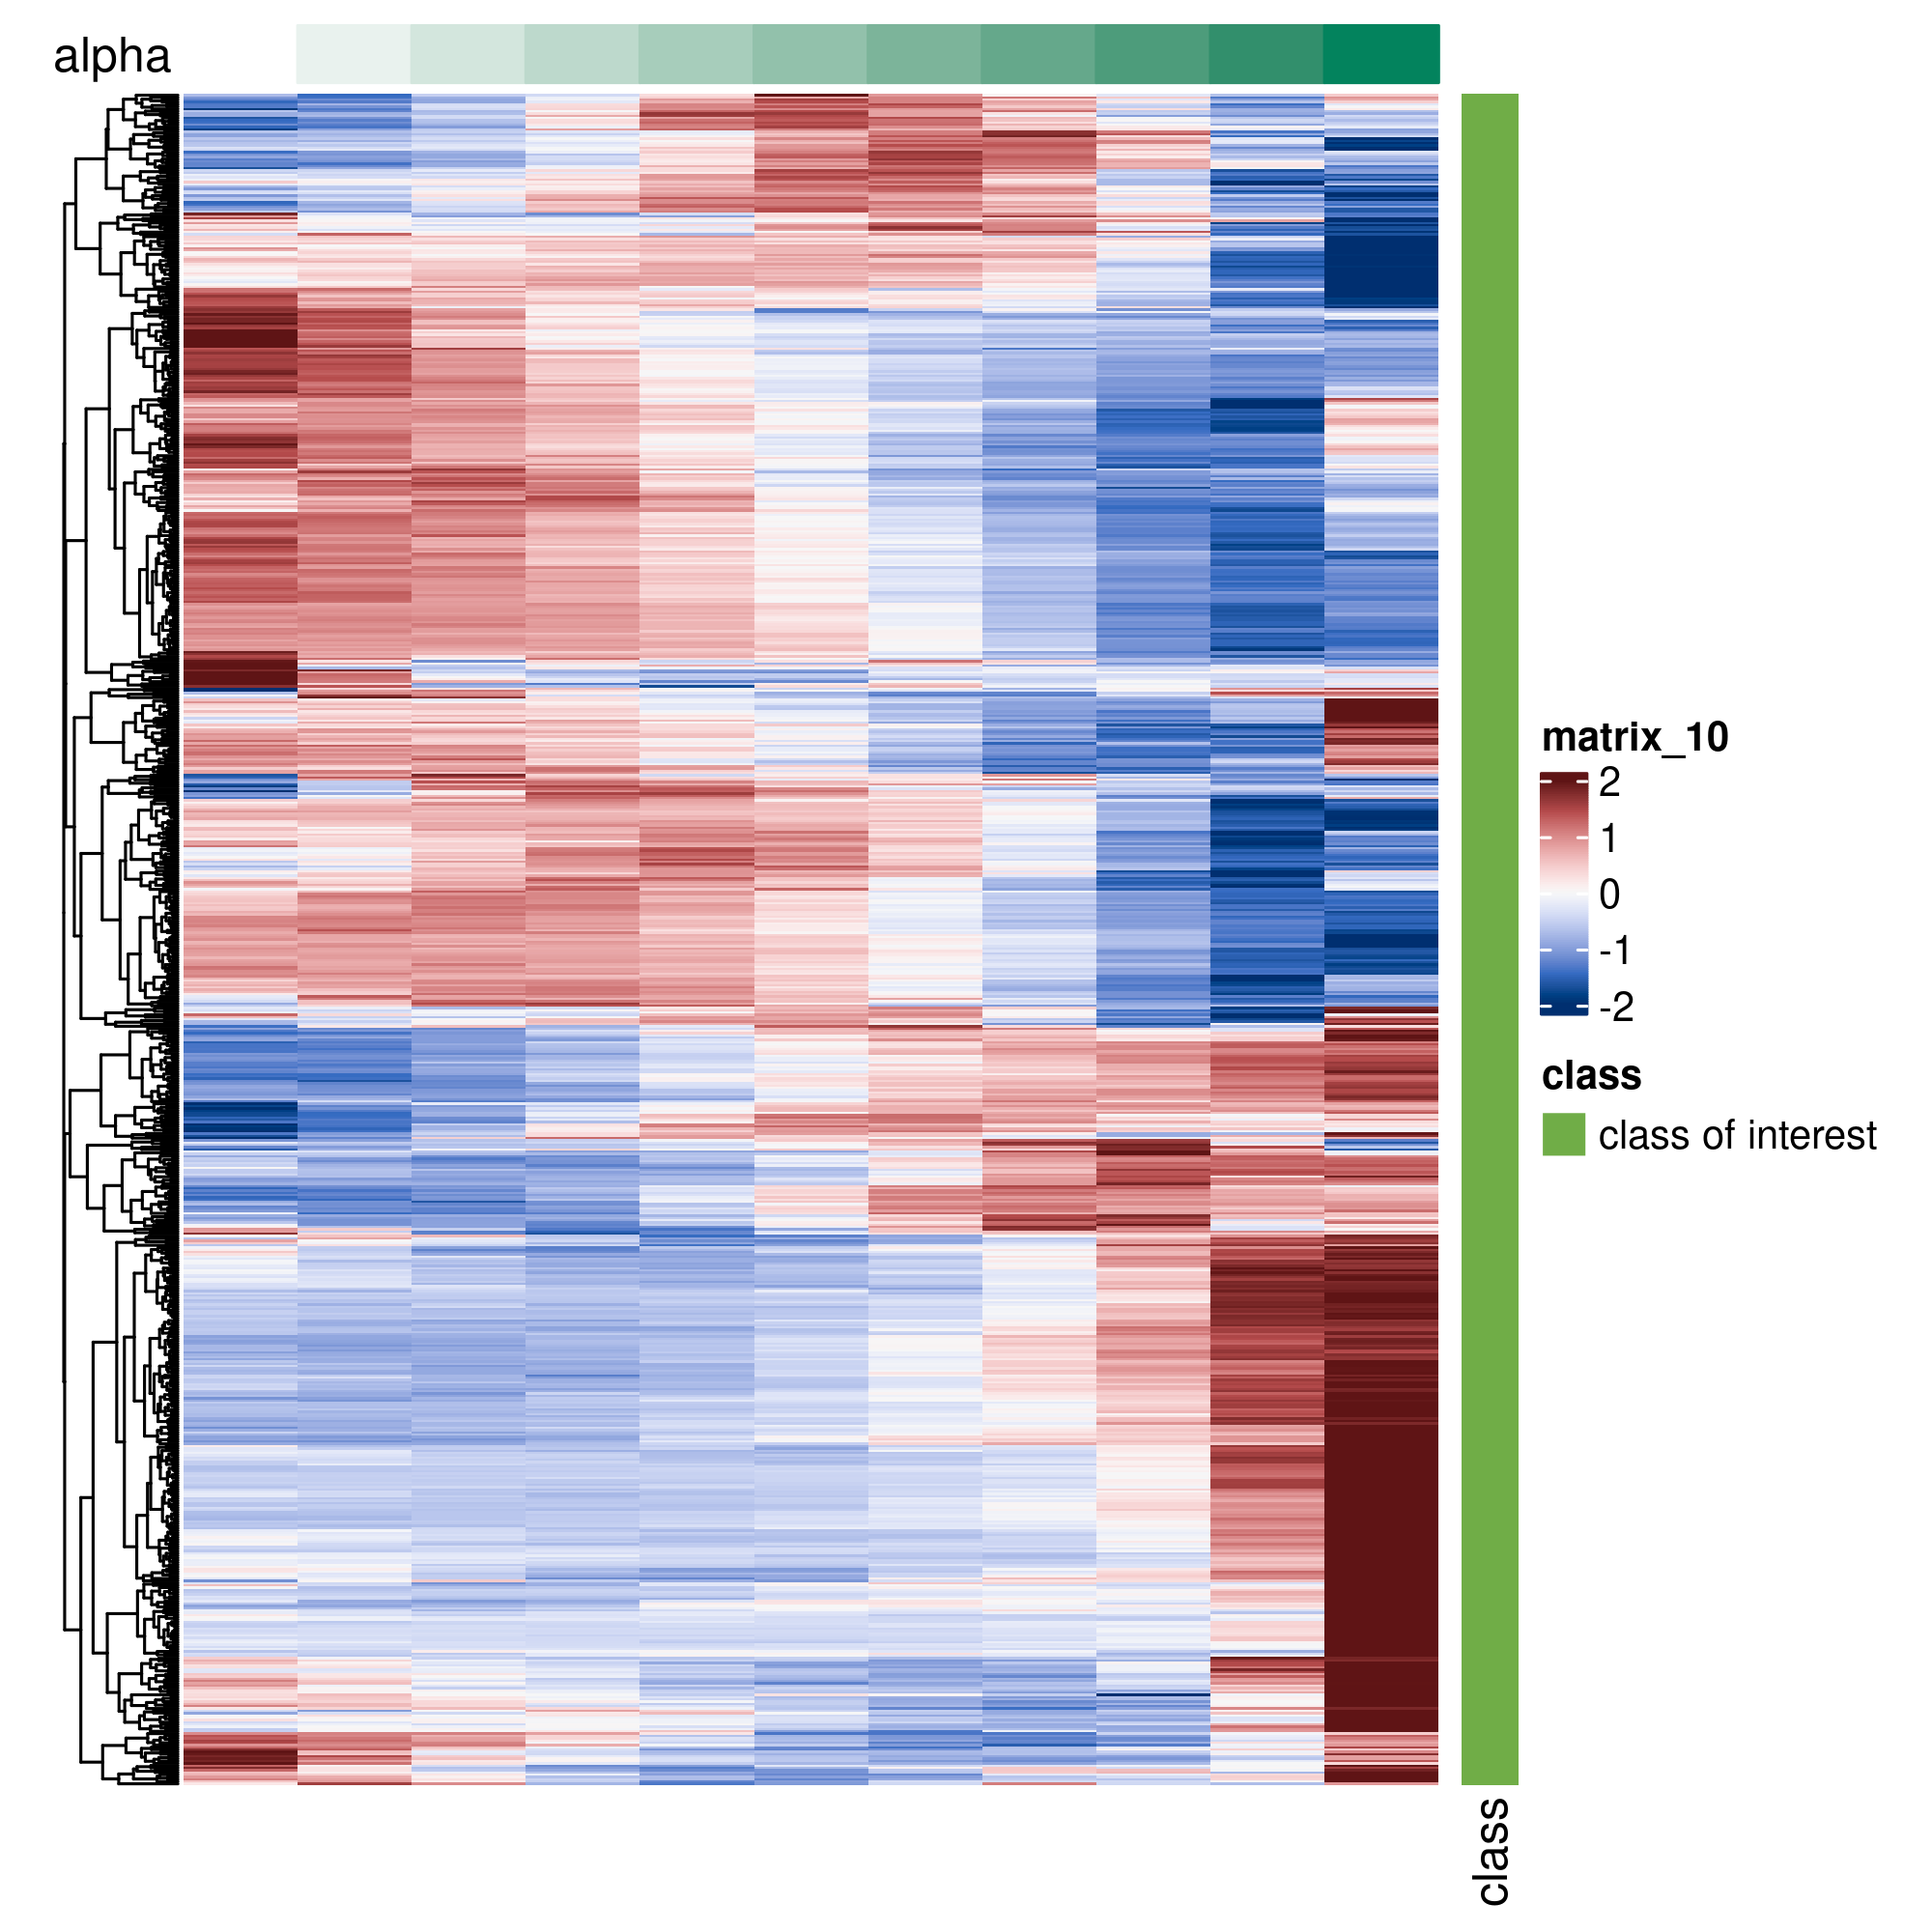 alpha
matrix_10
2
1
0
-1
-2
class
class of interest
class